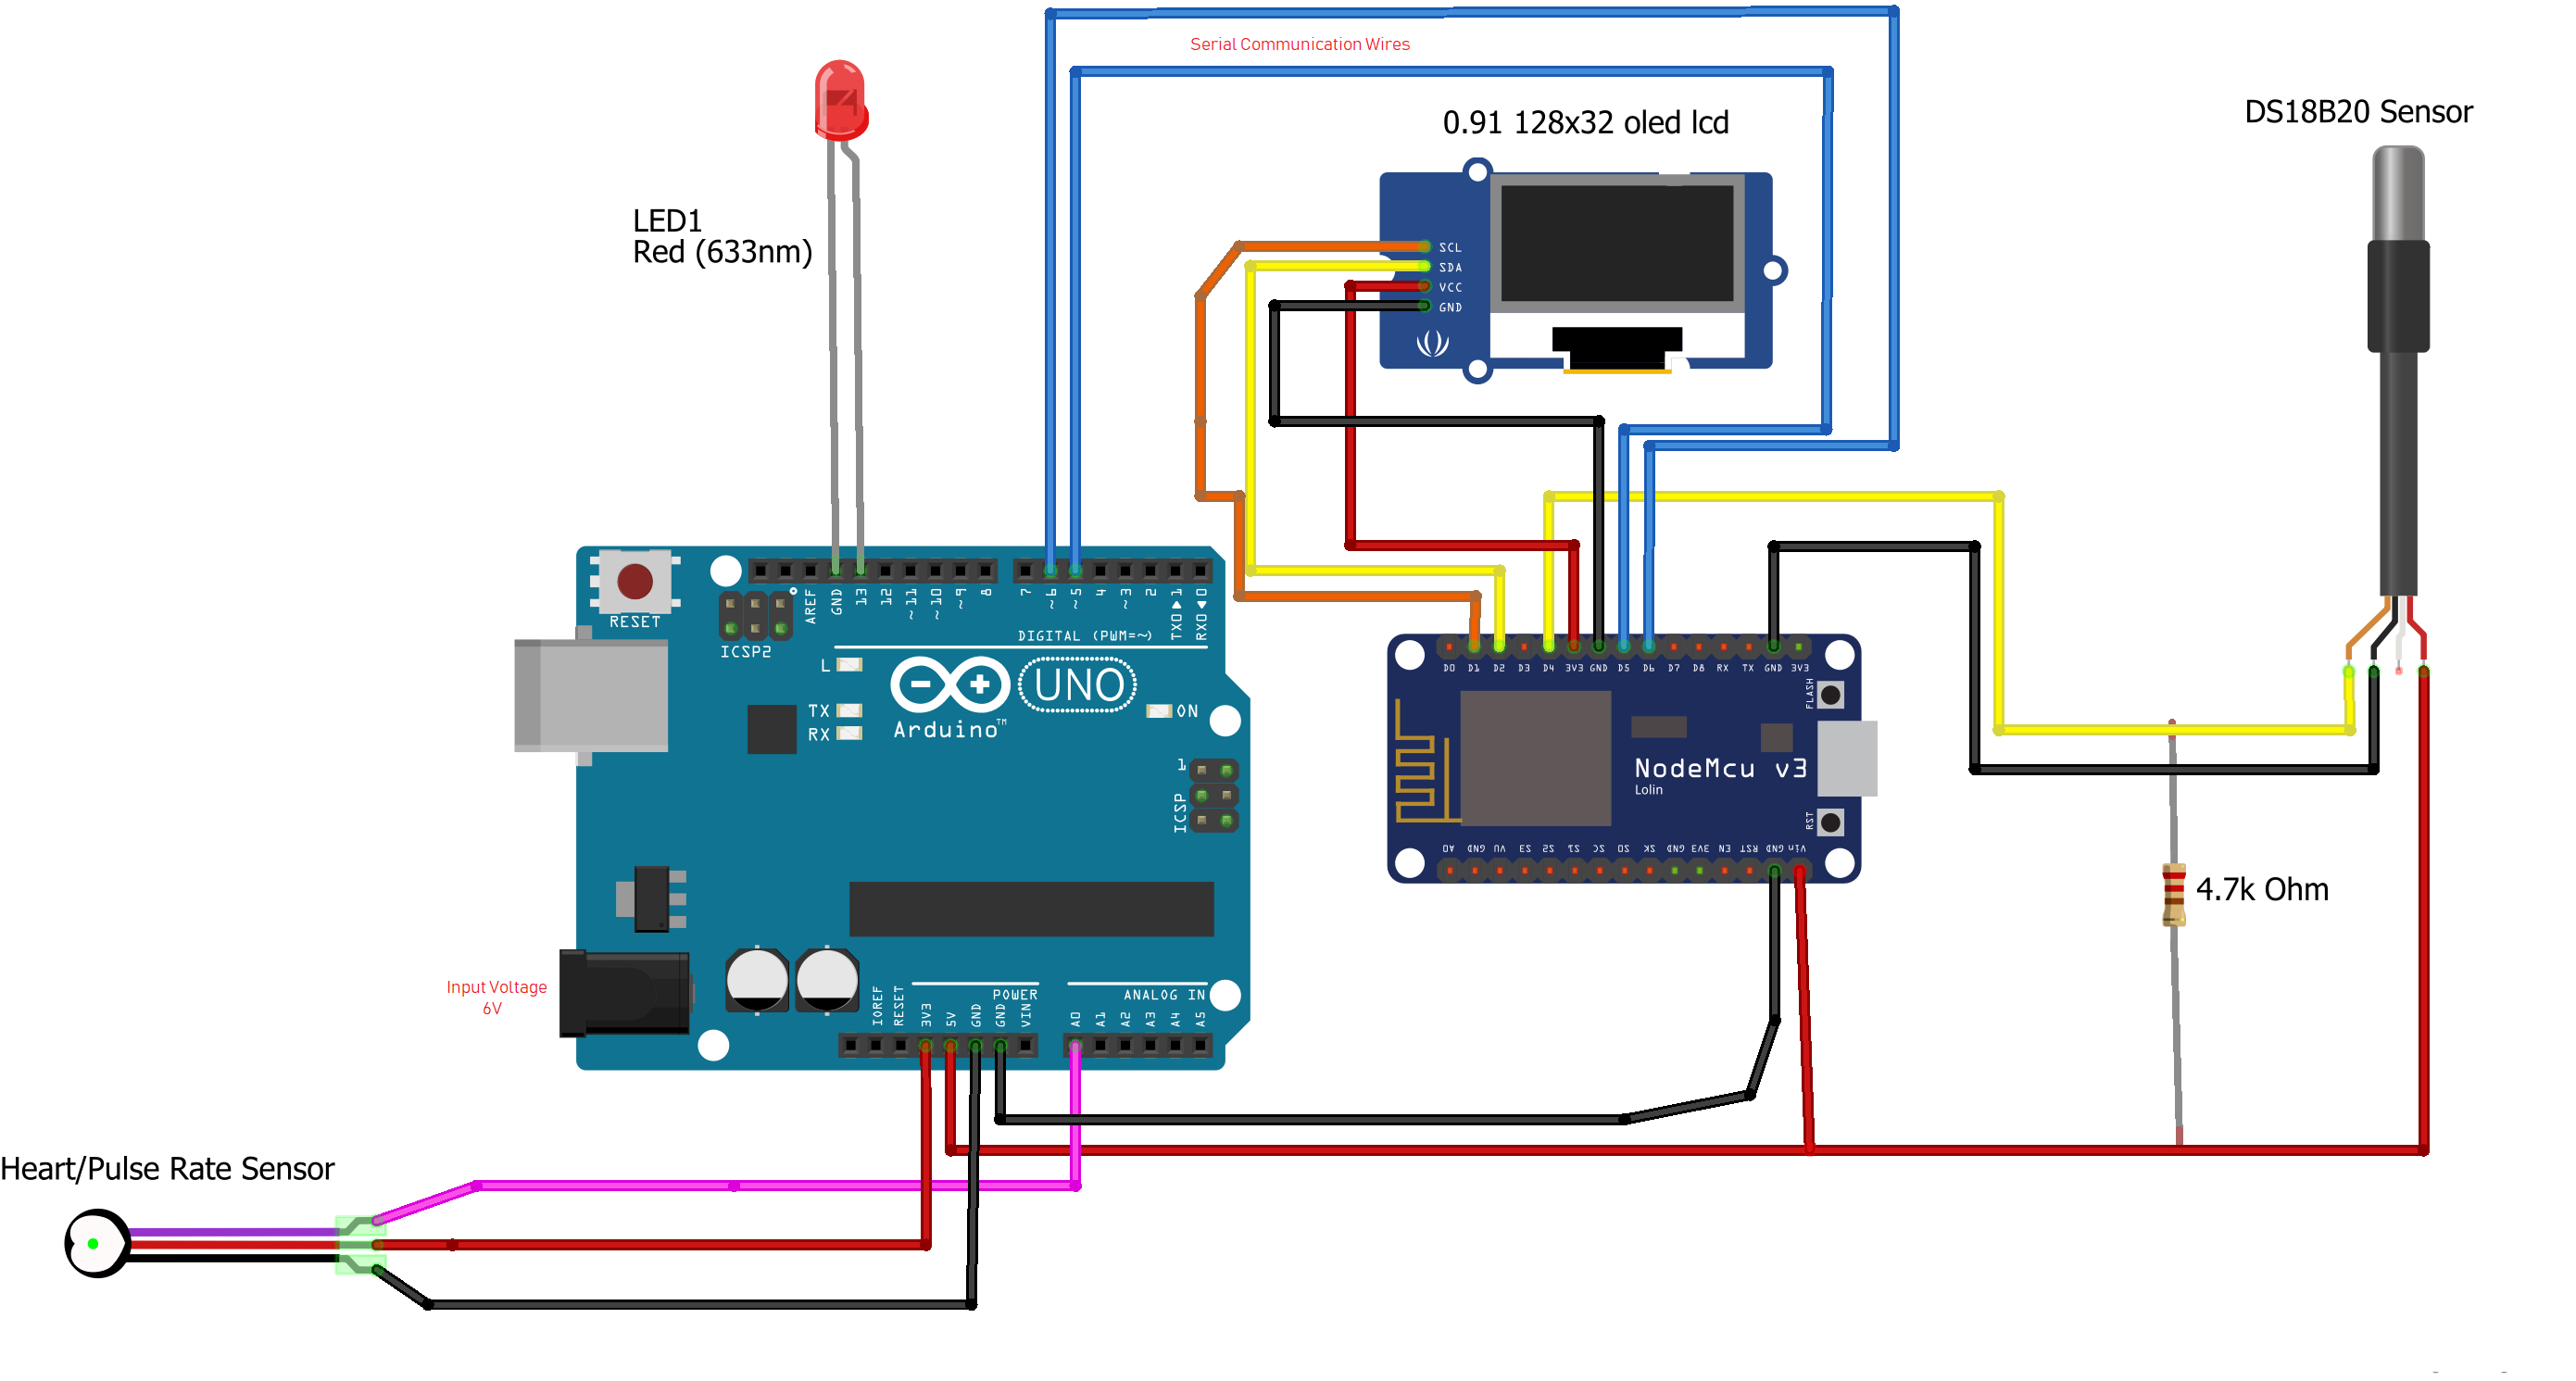 Serial Communication Wires
0.91 128x32 oled lcd
DS18B20 Sensor
LED1
Red (633nm)
SCL
SDA
VCC
GND
RESET
ICSP2
AREF
GND
13
12
~11
~10
~9
8
7
~6
~5
4
~3
2
TX0▶1
RX0◀0
DIGITAL (PWM=~)
L
TX
RX
UNO
ON
Arduino™
1
ICSP
D0 D1 D2 D3 D4 3V3 GND D5 D6 D7 D8 RX TX GND 3V3
FLASH
NodeMcu v3
Lolin
RST
A0 GND VU S3 S2 S1 SC SO SK GND 3V3 EN RST GND Vin
4.7k Ohm
Input Voltage
6V
POWER
ANALOG IN
IOREF
RESET
3V3
5V
GND
GND
VIN
A0
A1
A2
A3
A4
A5
Heart/Pulse Rate Sensor